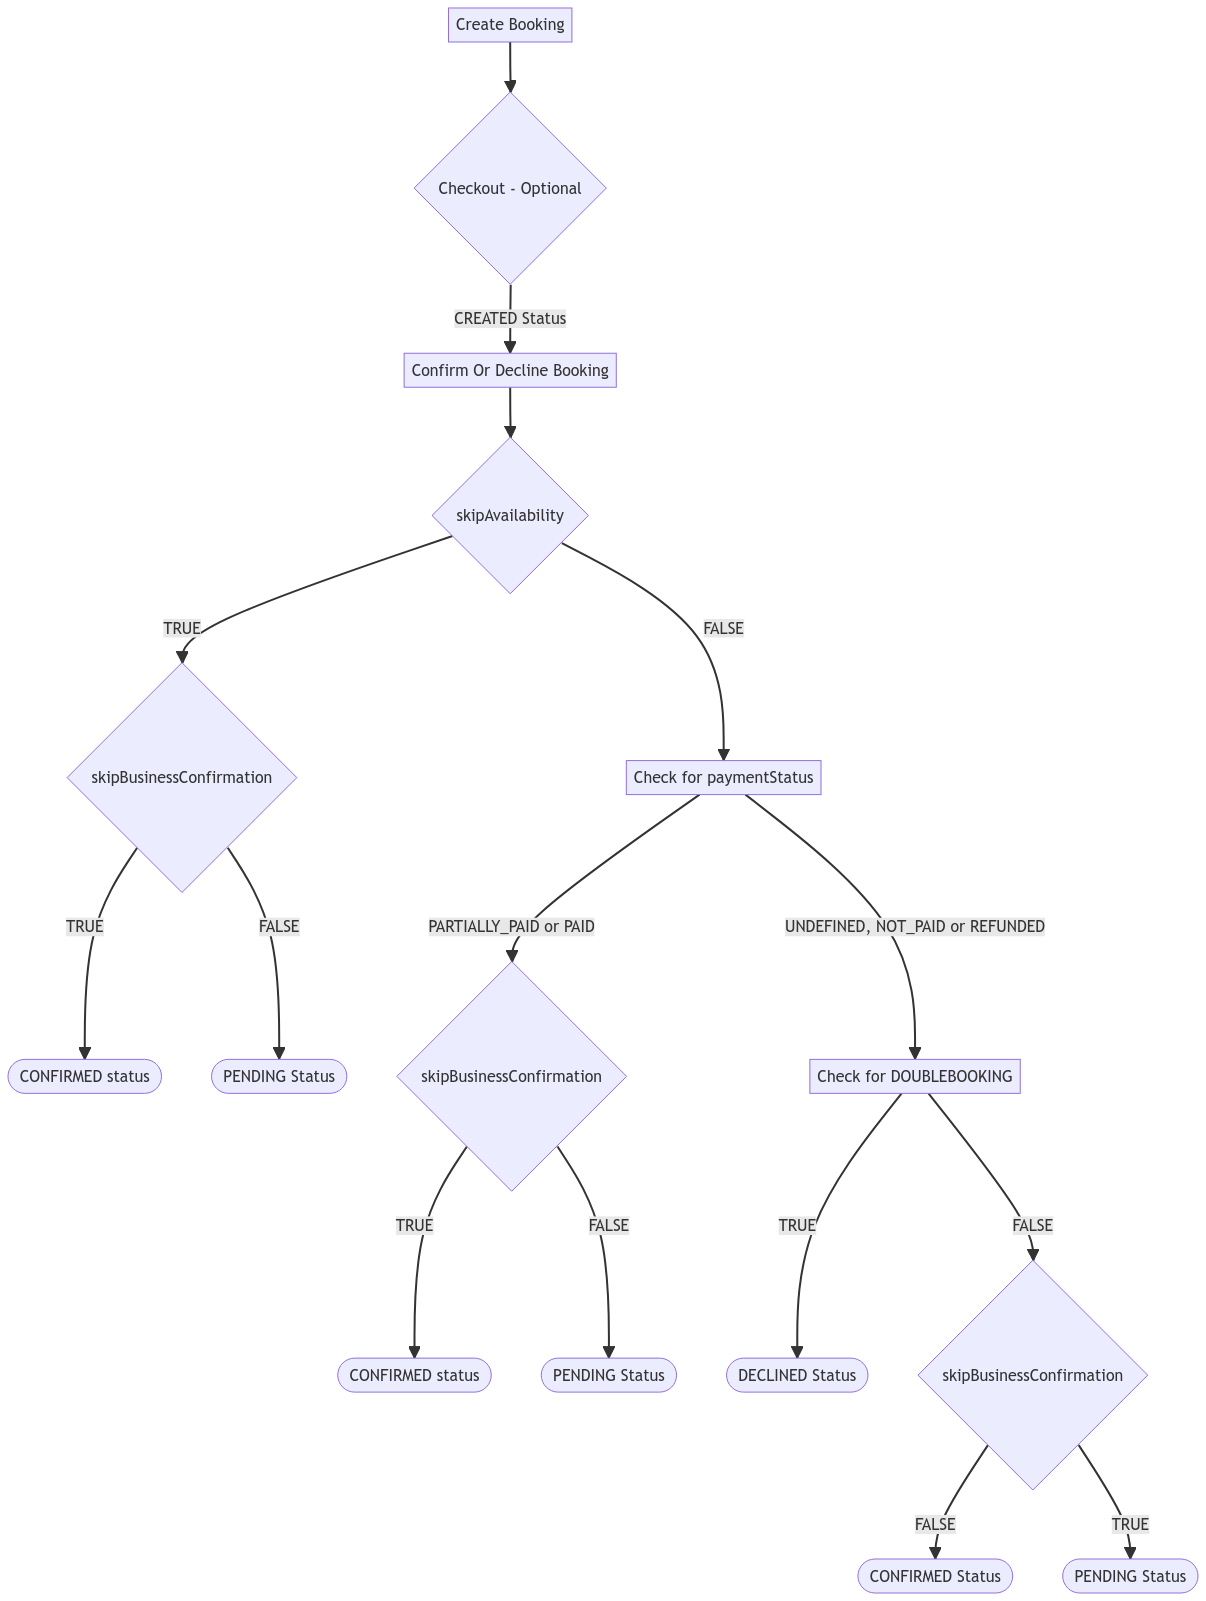 Create Booking
Checkout - Optional
CREATED Status
Confirm Or Decline Booking
skipAvailability
TRUE
FALSE
skipBusinessConfirmation
Check for paymentStatus
TRUE
FALSE
PARTIALLY_PAID or PAID
UNDEFINED, NOT_PAID or REFUNDED
CONFIRMED status
PENDING Status
skipBusinessConfirmation
Check for DOUBLEBOOKING
TRUE
FALSE
TRUE
FALSE
CONFIRMED status
PENDING Status
DECLINED Status
skipBusinessConfirmation
FALSE
TRUE
CONFIRMED Status
PENDING Status